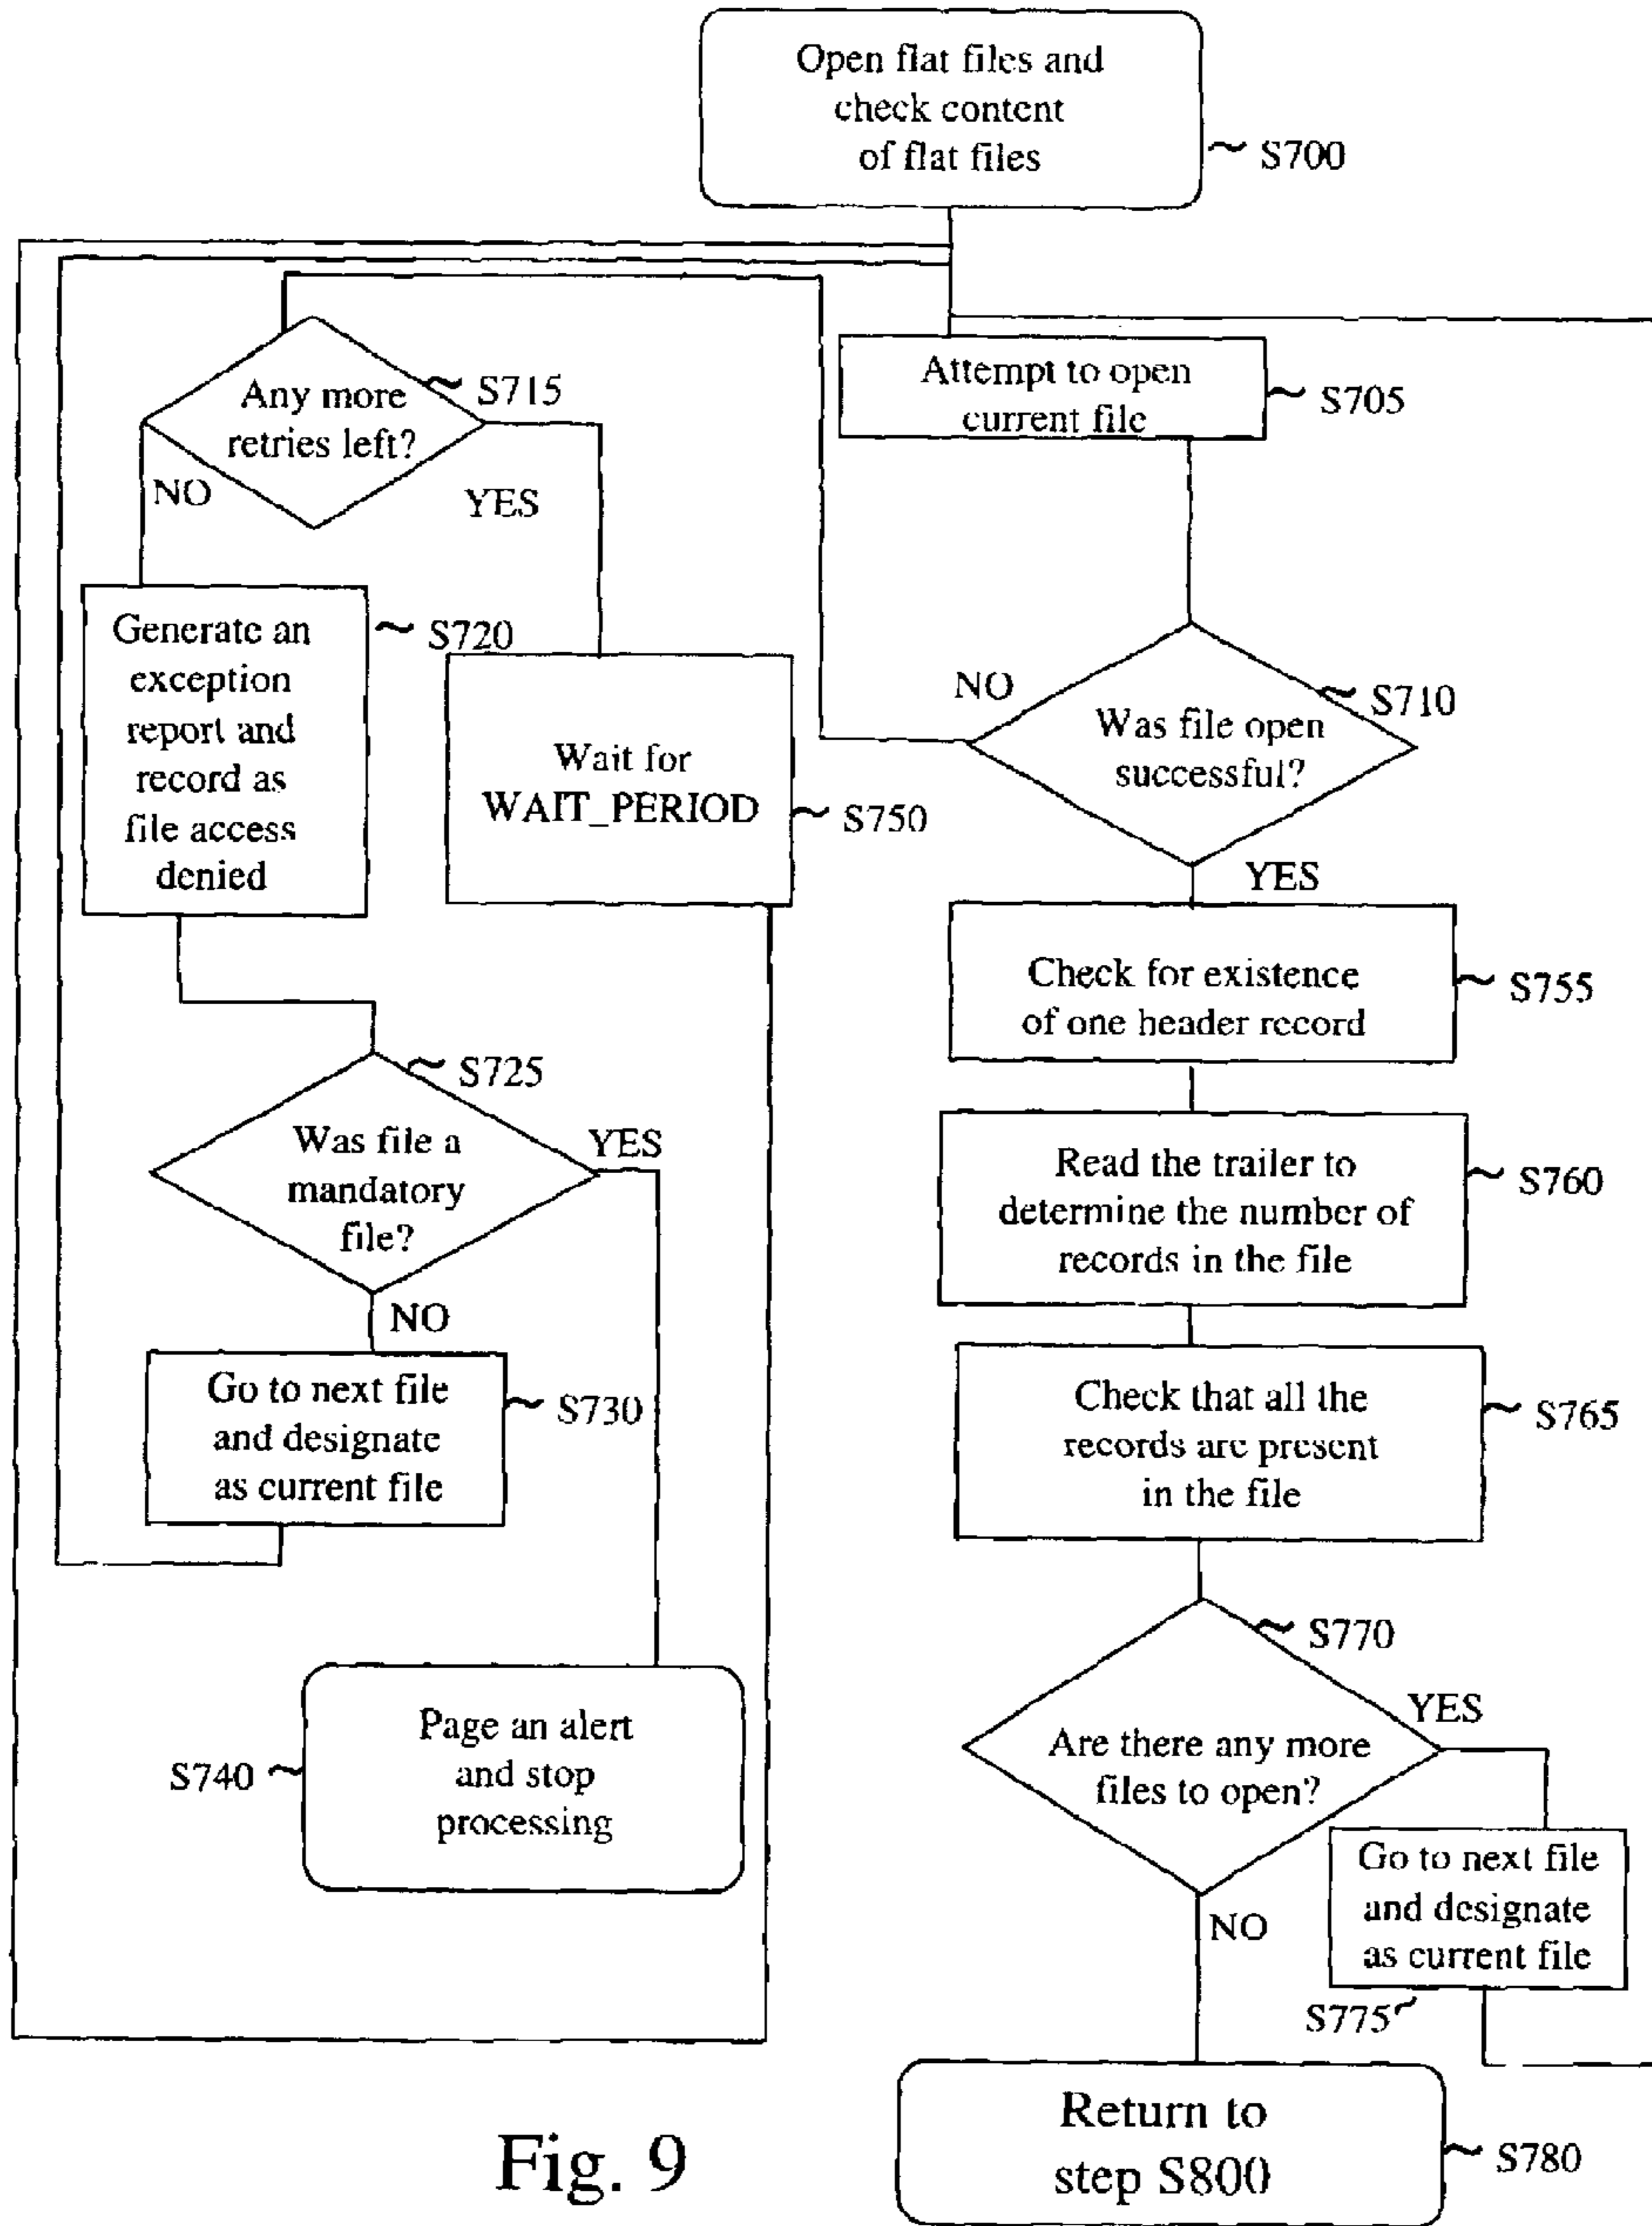 Open flat files and
check content
of flat files
S700
Attempt to open
current file
S705
Any more
retries left?
S715
NO
YES
Generate an
exception
report and
record as
file access
denied
S720
Wait for
WAIT_PERIOD
S750
NO
Was file open
successful?
S710
YES
Check for existence
of one header record
S755
Was file a
mandatory
file?
S725
YES
NO
Read the trailer to
determine the number of
records in the file
S760
Go to next file
and designate
as current file
S730
Check that all the
records are present
in the file
S765
Page an alert
and stop
processing
S740
Are there any more
files to open?
S770
YES
NO
Go to next file
and designate
as current file
S775
Return to
step S800
S780
Fig. 9